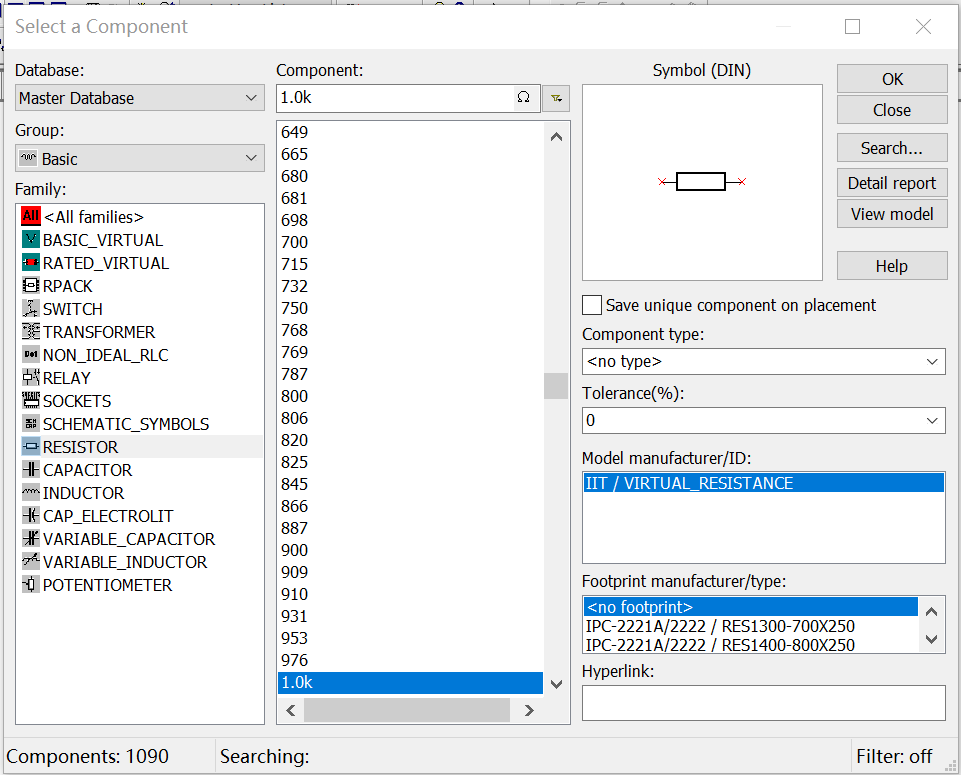 Select a Component
Database:
Master Database
Group:
Basic
Family:
All <All families>
BASIC_VIRTUAL
RATED_VIRTUAL
RPACK
SWITCH
TRANSFORMER
NON_IDEAL_RLC
RELAY
SOCKETS
SCHEMATIC_SYMBOLS
RESISTOR
CAPACITOR
INDUCTOR
CAP_ELECTROLIT
VARIABLE_CAPACITOR
VARIABLE_INDUCTOR
POTENTIOMETER
Component:
1.0k Ω
649
665
680
681
698
700
715
732
750
768
769
787
800
806
820
825
845
866
887
900
909
910
931
953
976
1.0k
Symbol (DIN)
Save unique component on placement
Component type:
<no type>
Tolerance(%):
0
Model manufacturer/ID:
IIT / VIRTUAL_RESISTANCE
Footprint manufacturer/type:
<no footprint>
IPC-2221A/2222 / RES1300-700X250
IPC-2221A/2222 / RES1400-800X250
Hyperlink:
OK
Close
Search...
Detail report
View model
Help
Components: 1090
Searching:
Filter: off